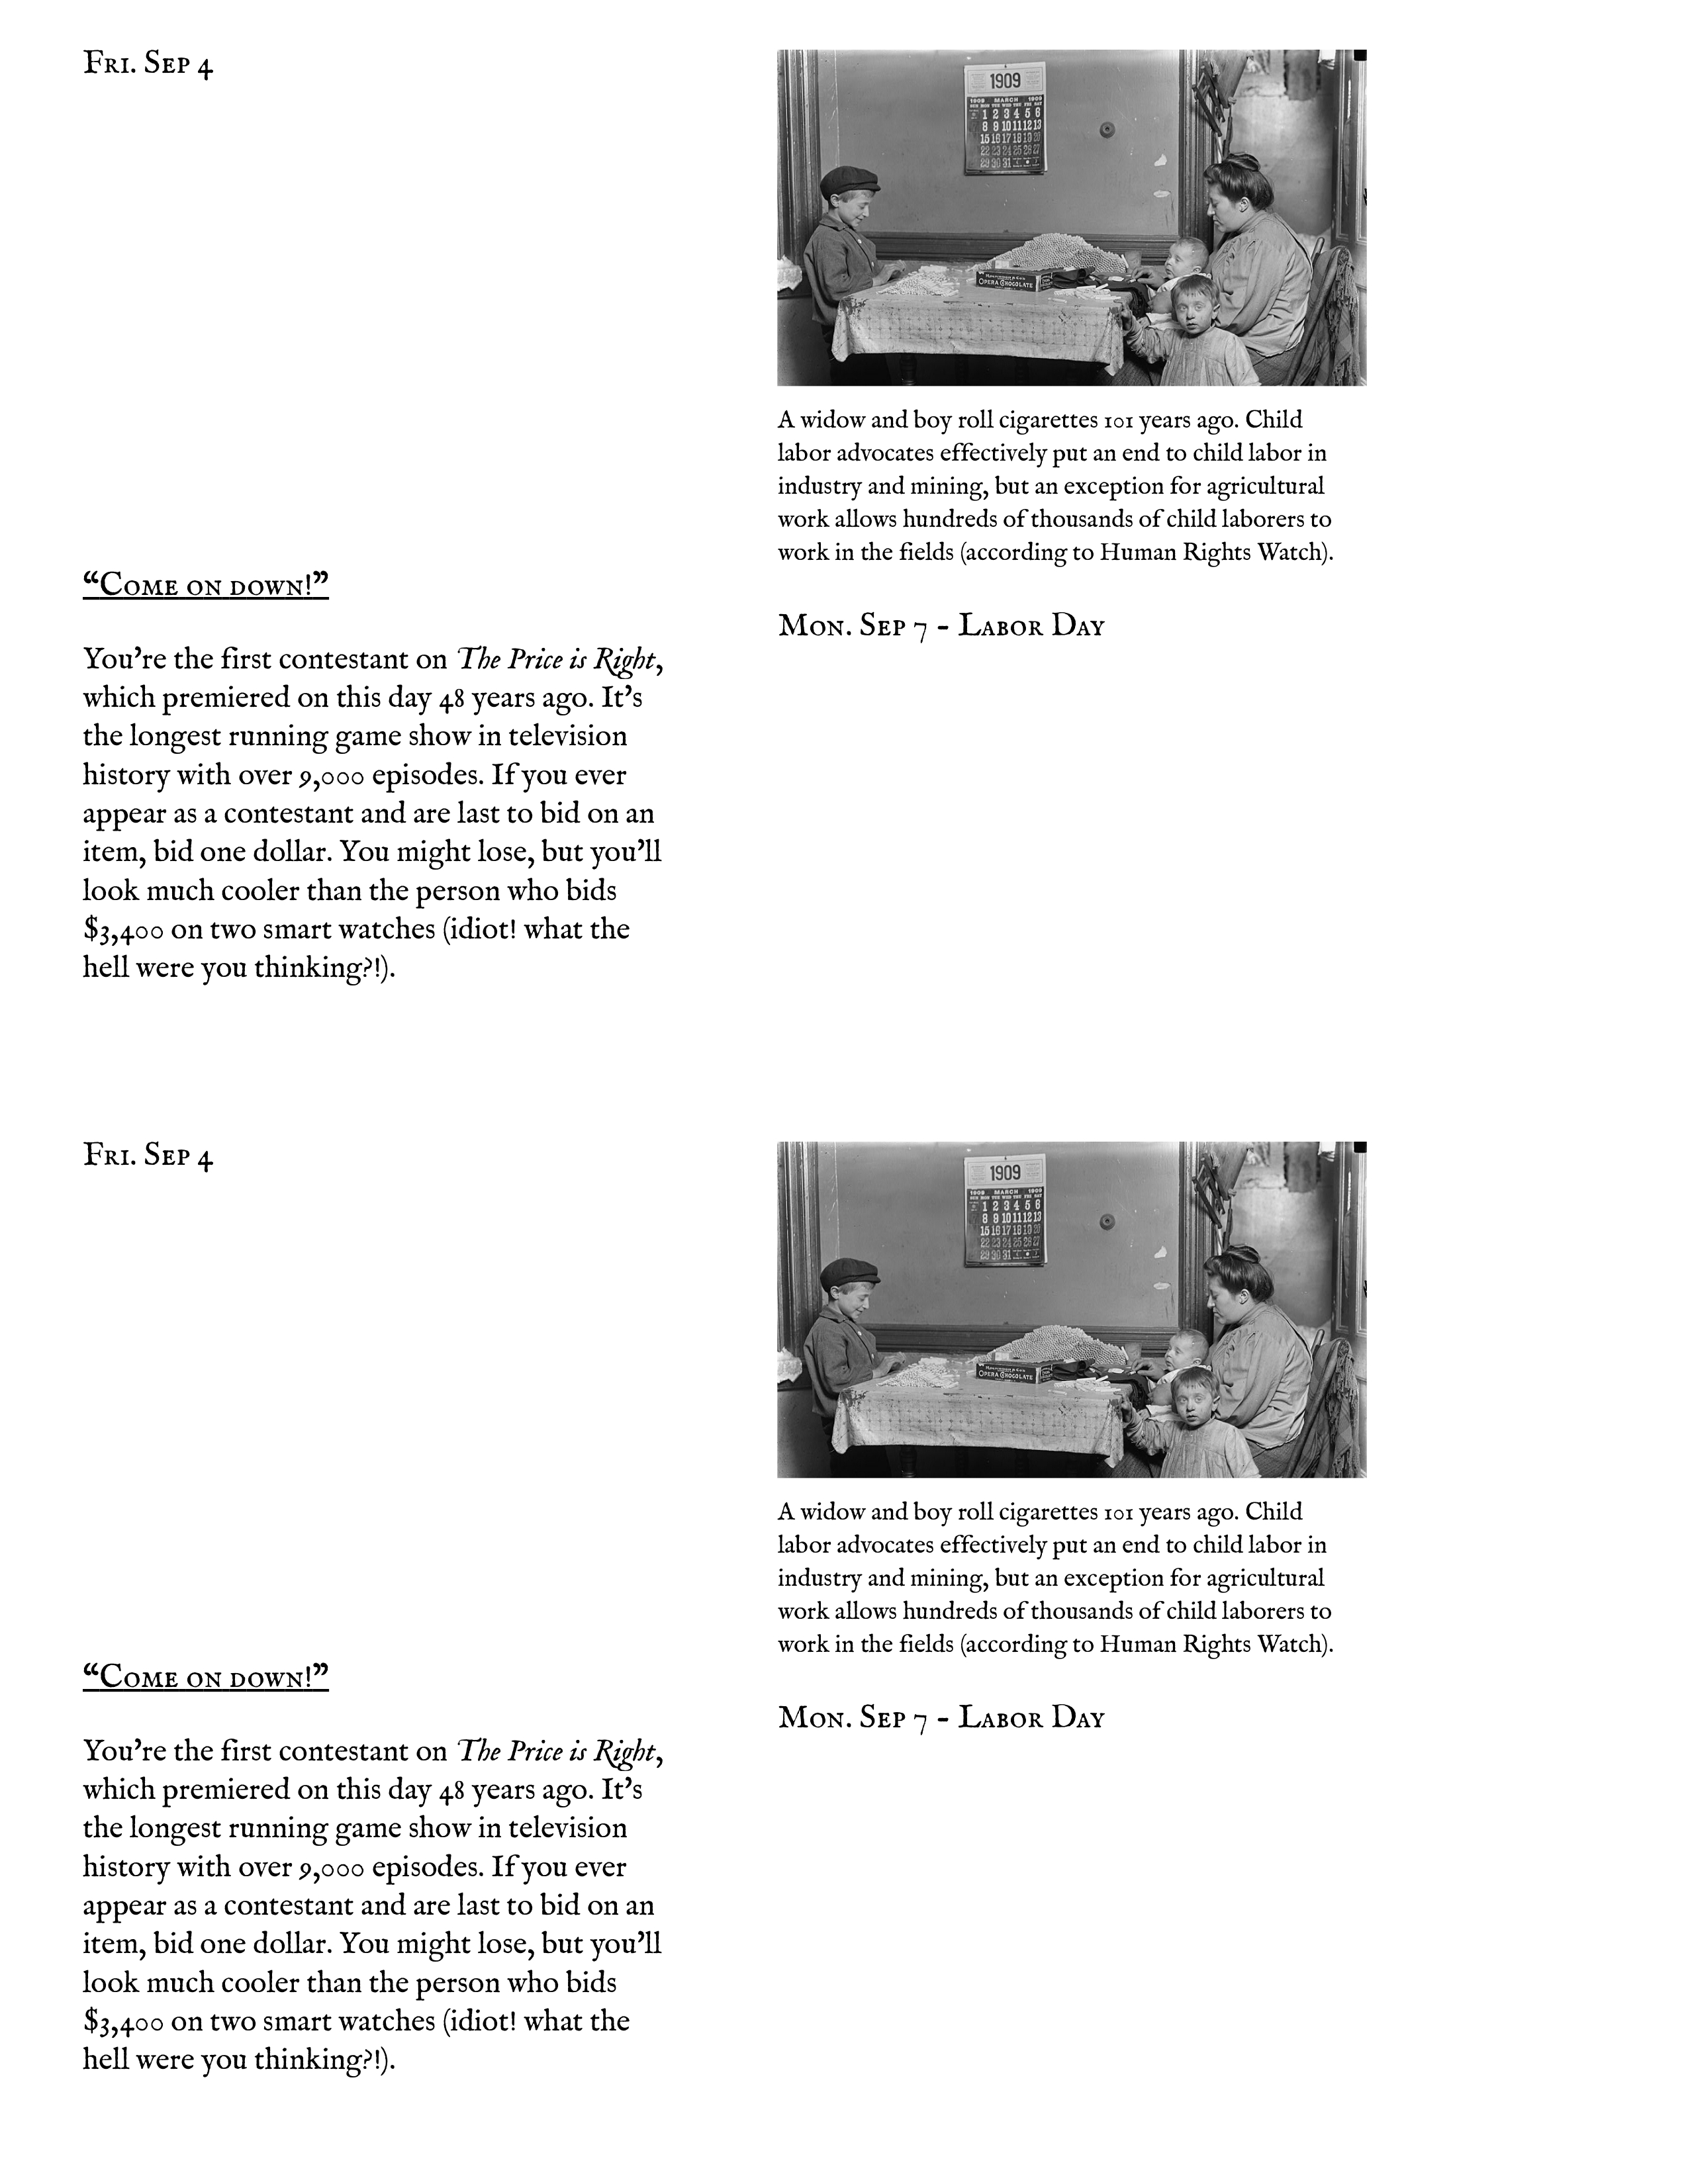 Fri. Sep 4
“Come on down!”
You’re the first contestant on The Price is Right,
which premiered on this day 48 years ago. It’s
the longest running game show in television
history with over 9,000 episodes. If you ever
appear as a contestant and are last to bid on an
item, bid one dollar. You might lose, but you’ll
look much cooler than the person who bids
$3,400 on two smart watches (idiot! what the
hell were you thinking?!).
1909
1909 MARCH 1909
SUN MON TUE WED THU FRI SAT
1 2 3 4 5 6
8 9 10 11 12 13
15 16 17 18 19 20
22 23 24 25 26 27
29 30 31
OPERA CHOCOLATE
A widow and boy roll cigarettes 101 years ago. Child
labor advocates effectively put an end to child labor in
industry and mining, but an exception for agricultural
work allows hundreds of thousands of child laborers to
work in the fields (according to Human Rights Watch).
Mon. Sep 7 - Labor Day
Fri. Sep 4
“Come on down!”
You’re the first contestant on The Price is Right,
which premiered on this day 48 years ago. It’s
the longest running game show in television
history with over 9,000 episodes. If you ever
appear as a contestant and are last to bid on an
item, bid one dollar. You might lose, but you’ll
look much cooler than the person who bids
$3,400 on two smart watches (idiot! what the
hell were you thinking?!).
1909
1909 MARCH 1909
SUN MON TUE WED THU FRI SAT
1 2 3 4 5 6
8 9 10 11 12 13
15 16 17 18 19 20
22 23 24 25 26 27
29 30 31
OPERA CHOCOLATE
A widow and boy roll cigarettes 101 years ago. Child
labor advocates effectively put an end to child labor in
industry and mining, but an exception for agricultural
work allows hundreds of thousands of child laborers to
work in the fields (according to Human Rights Watch).
Mon. Sep 7 - Labor Day